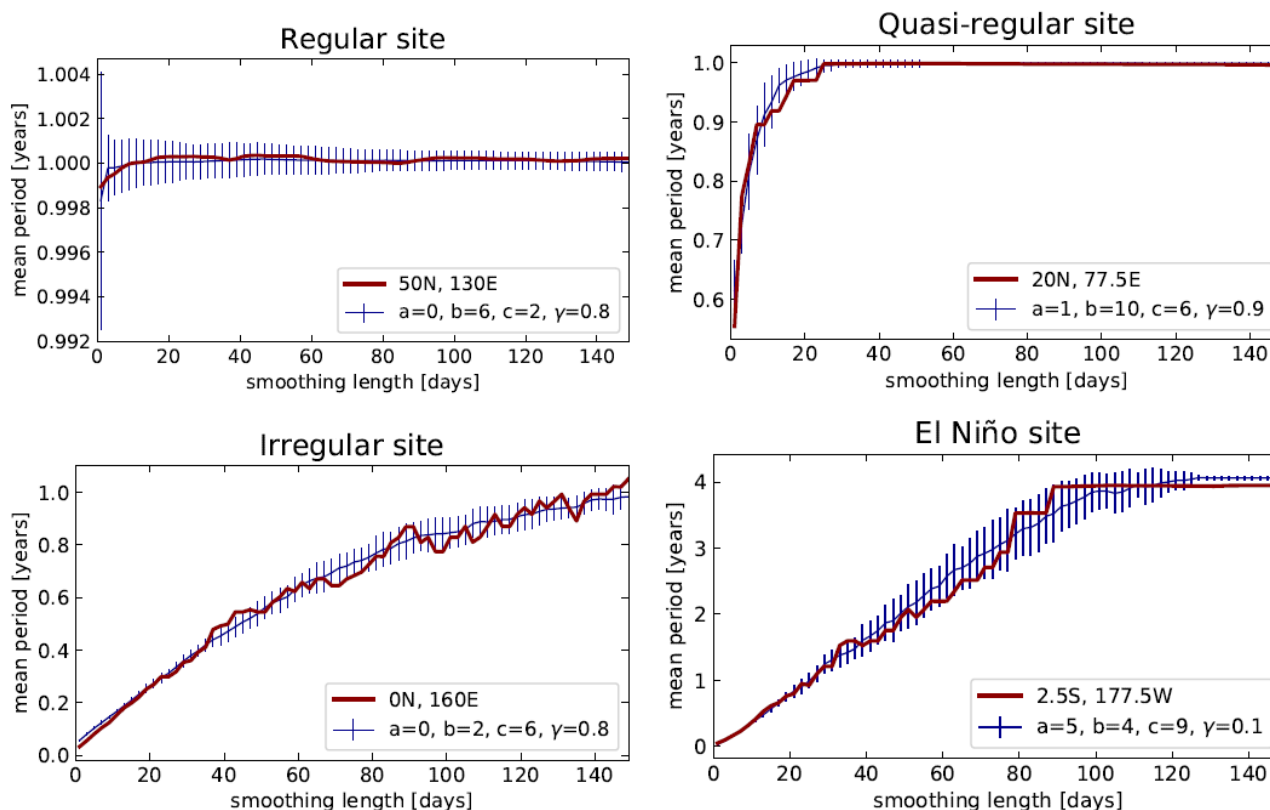 Regular site
1.004
1.002
1.000
0.998
0.996
0.994
0.992
mean period [years]
50N, 130E
a=0, b=6, c=2, γ=0.8
0 20 40 60 80 100 120 140
smoothing length [days]
Quasi-regular site
1.0
0.9
0.8
0.7
0.6
mean period [years]
20N, 77.5E
a=1, b=10, c=6, γ=0.9
0 20 40 60 80 100 120 140
smoothing length [days]
Irregular site
1.0
0.8
0.6
0.4
0.2
0.0
mean period [years]
0N, 160E
a=0, b=2, c=6, γ=0.8
0 20 40 60 80 100 120 140
smoothing length [days]
El Niño site
4
3
2
1
0
mean period [years]
2.5S, 177.5W
a=5, b=4, c=9, γ=0.1
0 20 40 60 80 100 120 140
smoothing length [days]